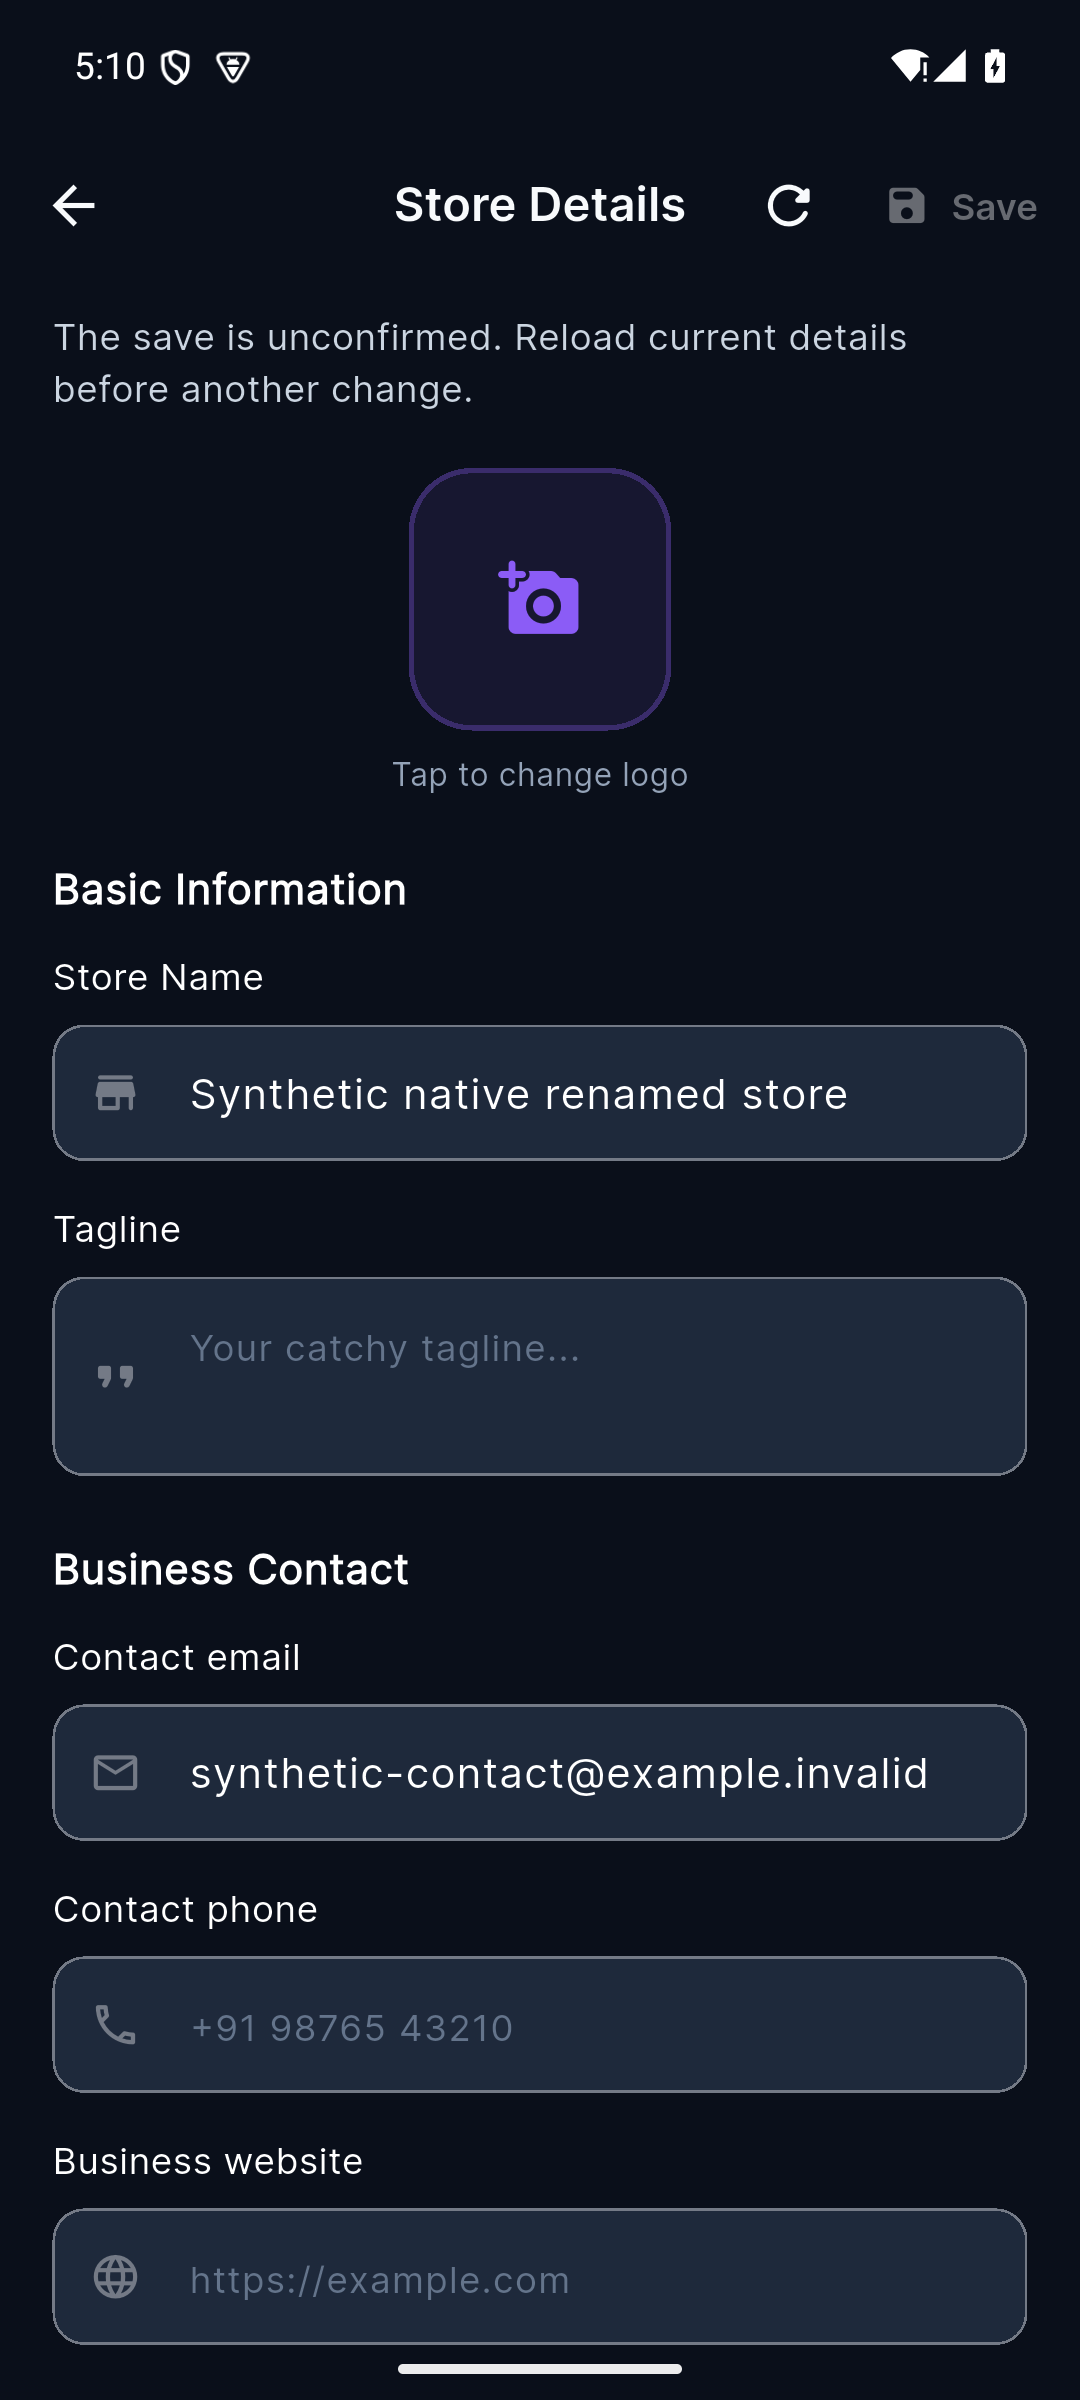 5:10
Store Details
Save
The save is unconfirmed. Reload current details
before another change.
Tap to change logo
Basic Information
Store Name
Synthetic native renamed store
Tagline
Your catchy tagline...
Business Contact
Contact email
synthetic-contact@example.invalid
Contact phone
+91 98765 43210
Business website
https://example.com